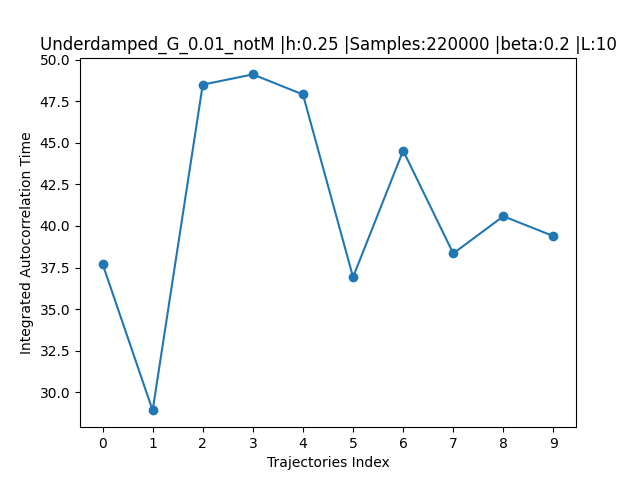 Underdamped_G_0.01_notM |h:0.25 |Samples:220000 |beta:0.2 |L:10
50.0
47.5
45.0
42.5
40.0
37.5
35.0
32.5
30.0
Integrated Autocorrelation Time
0 1 2 3 4 5 6 7 8 9
Trajectories Index